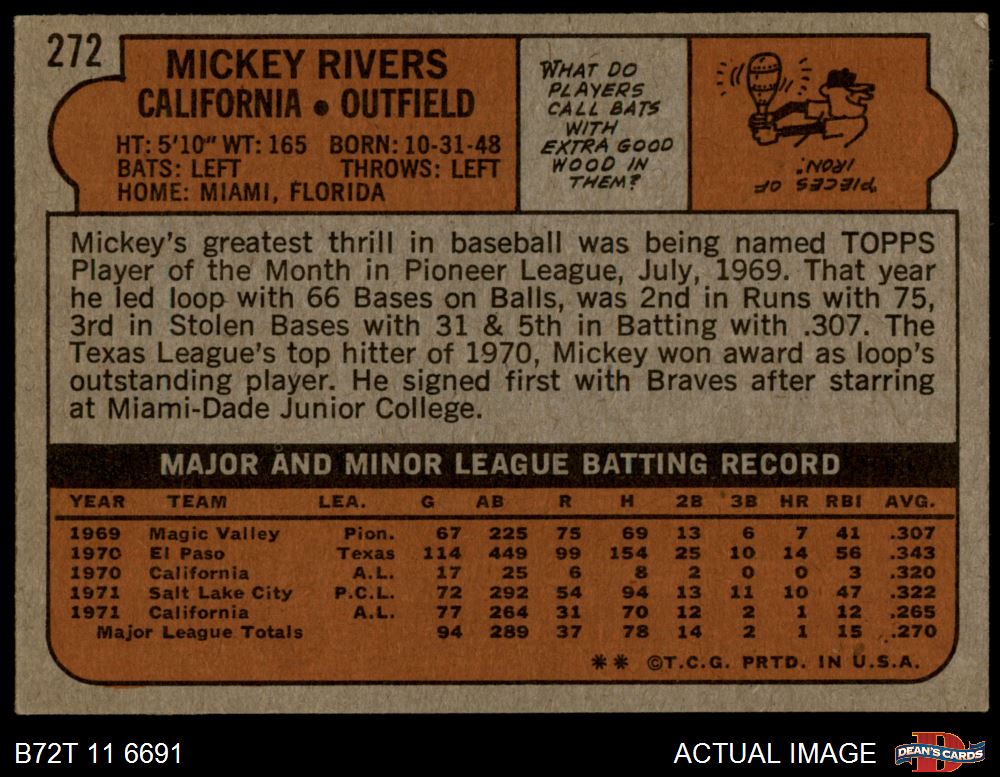 272
MICKEY RIVERS
CALIFORNIA • OUTFIELD
HT: 5'10" WT: 165 BORN: 10-31-48
BATS: LEFT THROWS: LEFT
HOME: MIAMI, FLORIDA
WHAT DO
PLAYERS
CALL BATS
WITH
EXTRA GOOD
WOOD IN
THEM?
"PIECES OF
IRON."
Mickey's greatest thrill in baseball was being named TOPPS
Player of the Month in Pioneer League, July, 1969. That year
he led loop with 66 Bases on Balls, was 2nd in Runs with 75,
3rd in Stolen Bases with 31 & 5th in Batting with .307. The
Texas League's top hitter of 1970, Mickey won award as loop's
outstanding player. He signed first with Braves after starring
at Miami-Dade Junior College.
MAJOR AND MINOR LEAGUE BATTING RECORD
YEAR TEAM LEA. G AB R H 2B 3B HR RBI AVG.
1969 Magic Valley Pion. 67 225 75 69 13 6 7 41 .307
1970 El Paso Texas 114 449 99 154 25 10 14 56 .343
1970 California A.L. 17 25 6 8 2 0 0 3 .320
1971 Salt Lake City P.C.L. 72 292 54 94 13 11 10 47 .322
1971 California A.L. 77 264 31 70 12 2 1 12 .265
Major League Totals 94 289 37 78 14 2 1 15 .270
** ©T.C.G. PRTD. IN U.S.A.
B72T 11 6691 ACTUAL IMAGE D DEAN'S CARDS